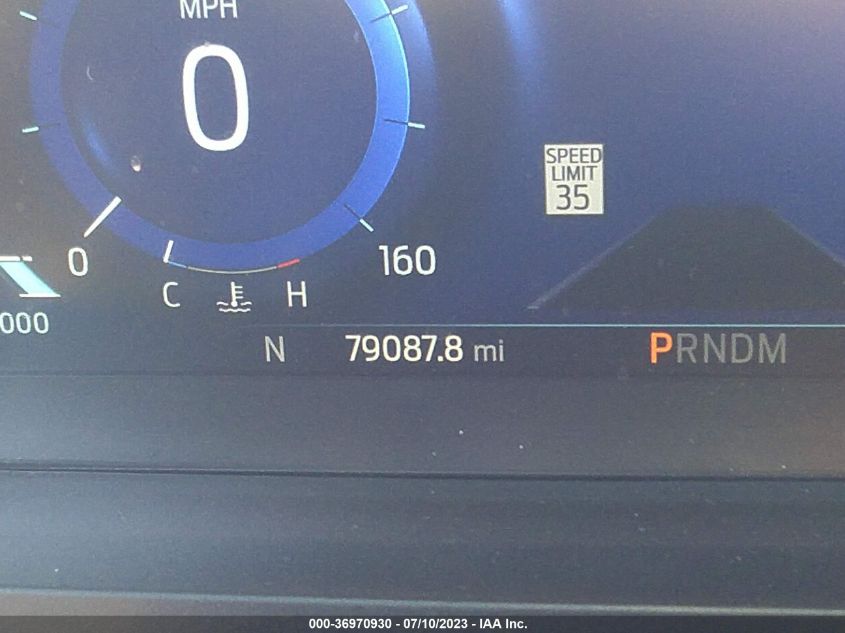 MPH
0
SPEED
LIMIT
35
0
160
C
H
000
N
79087.8 mi
PRNDM
000-36970930 - 07/10/2023 - IAA Inc.